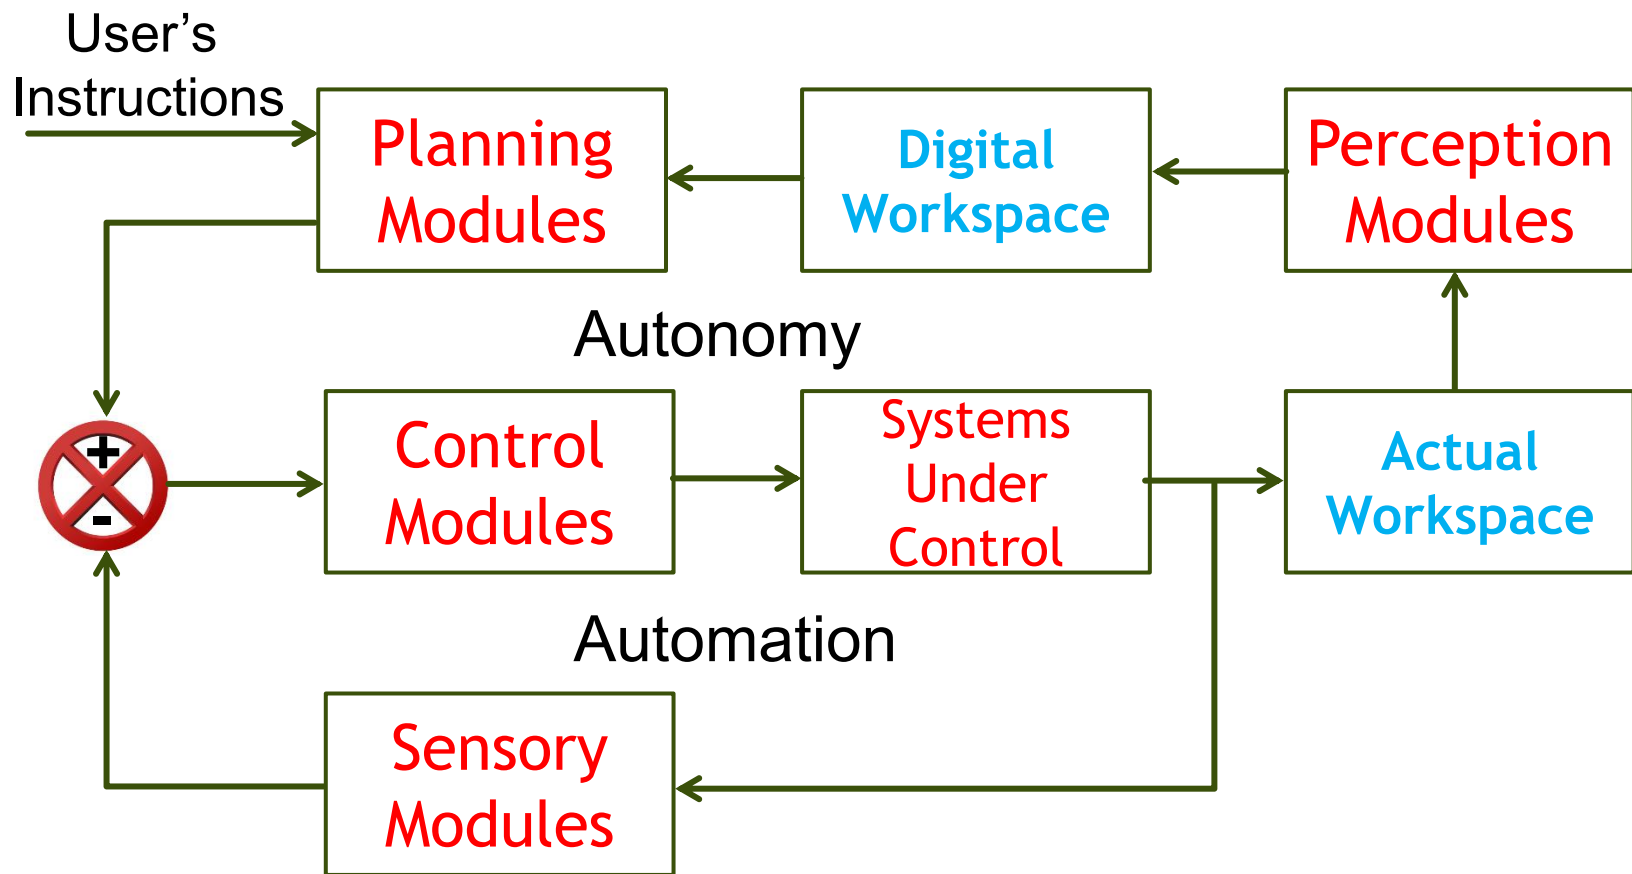 User’s
Instructions
Planning
Modules
Digital
Workspace
Perception
Modules
Autonomy
+
-
Control
Modules
Systems
Under
Control
Actual
Workspace
Automation
Sensory
Modules